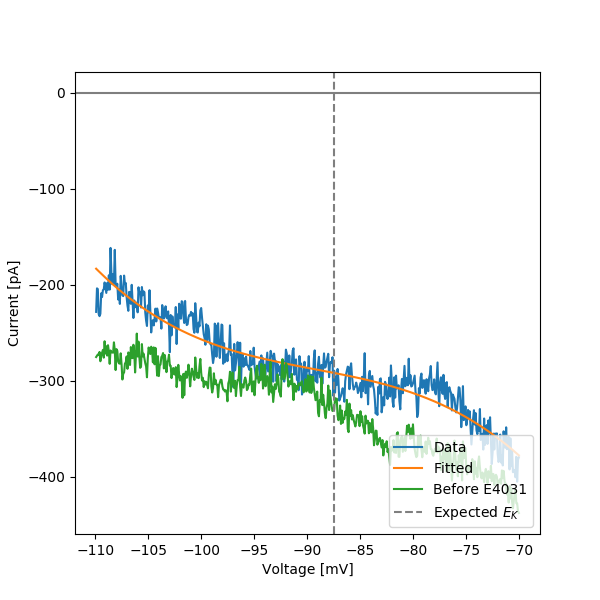 0
−100
−200
−300
−400
Current [pA]
Data
Fitted
Before E4031
Expected E_K
−110 −105 −100 −95 −90 −85 −80 −75 −70
Voltage [mV]